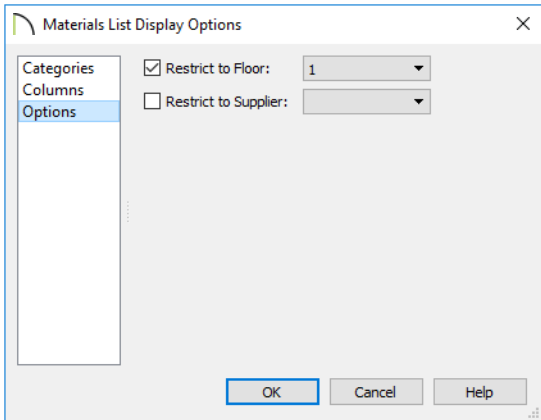 Materials List Display Options
Categories
Columns
Options
Restrict to Floor: 1
Restrict to Supplier:
OK Cancel Help